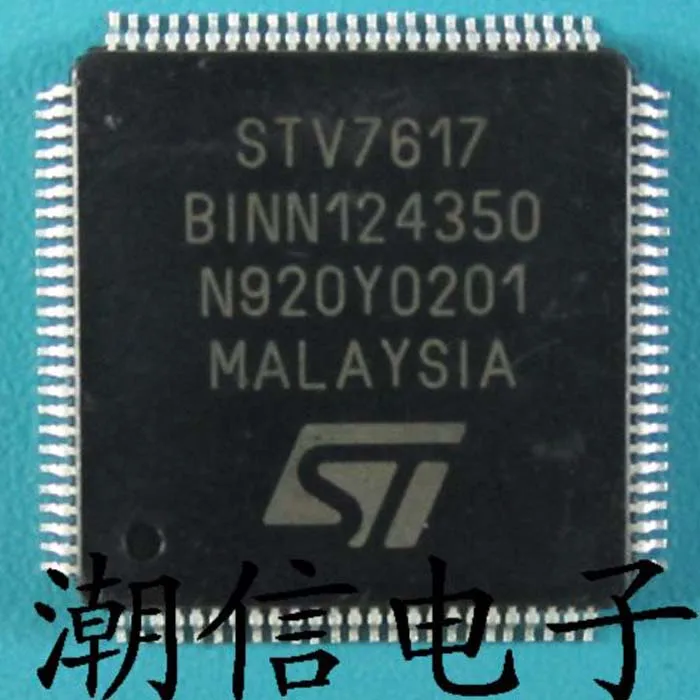 STV7617
BINN124350
N920Y0201
MALAYSIA
ST
潮信电子